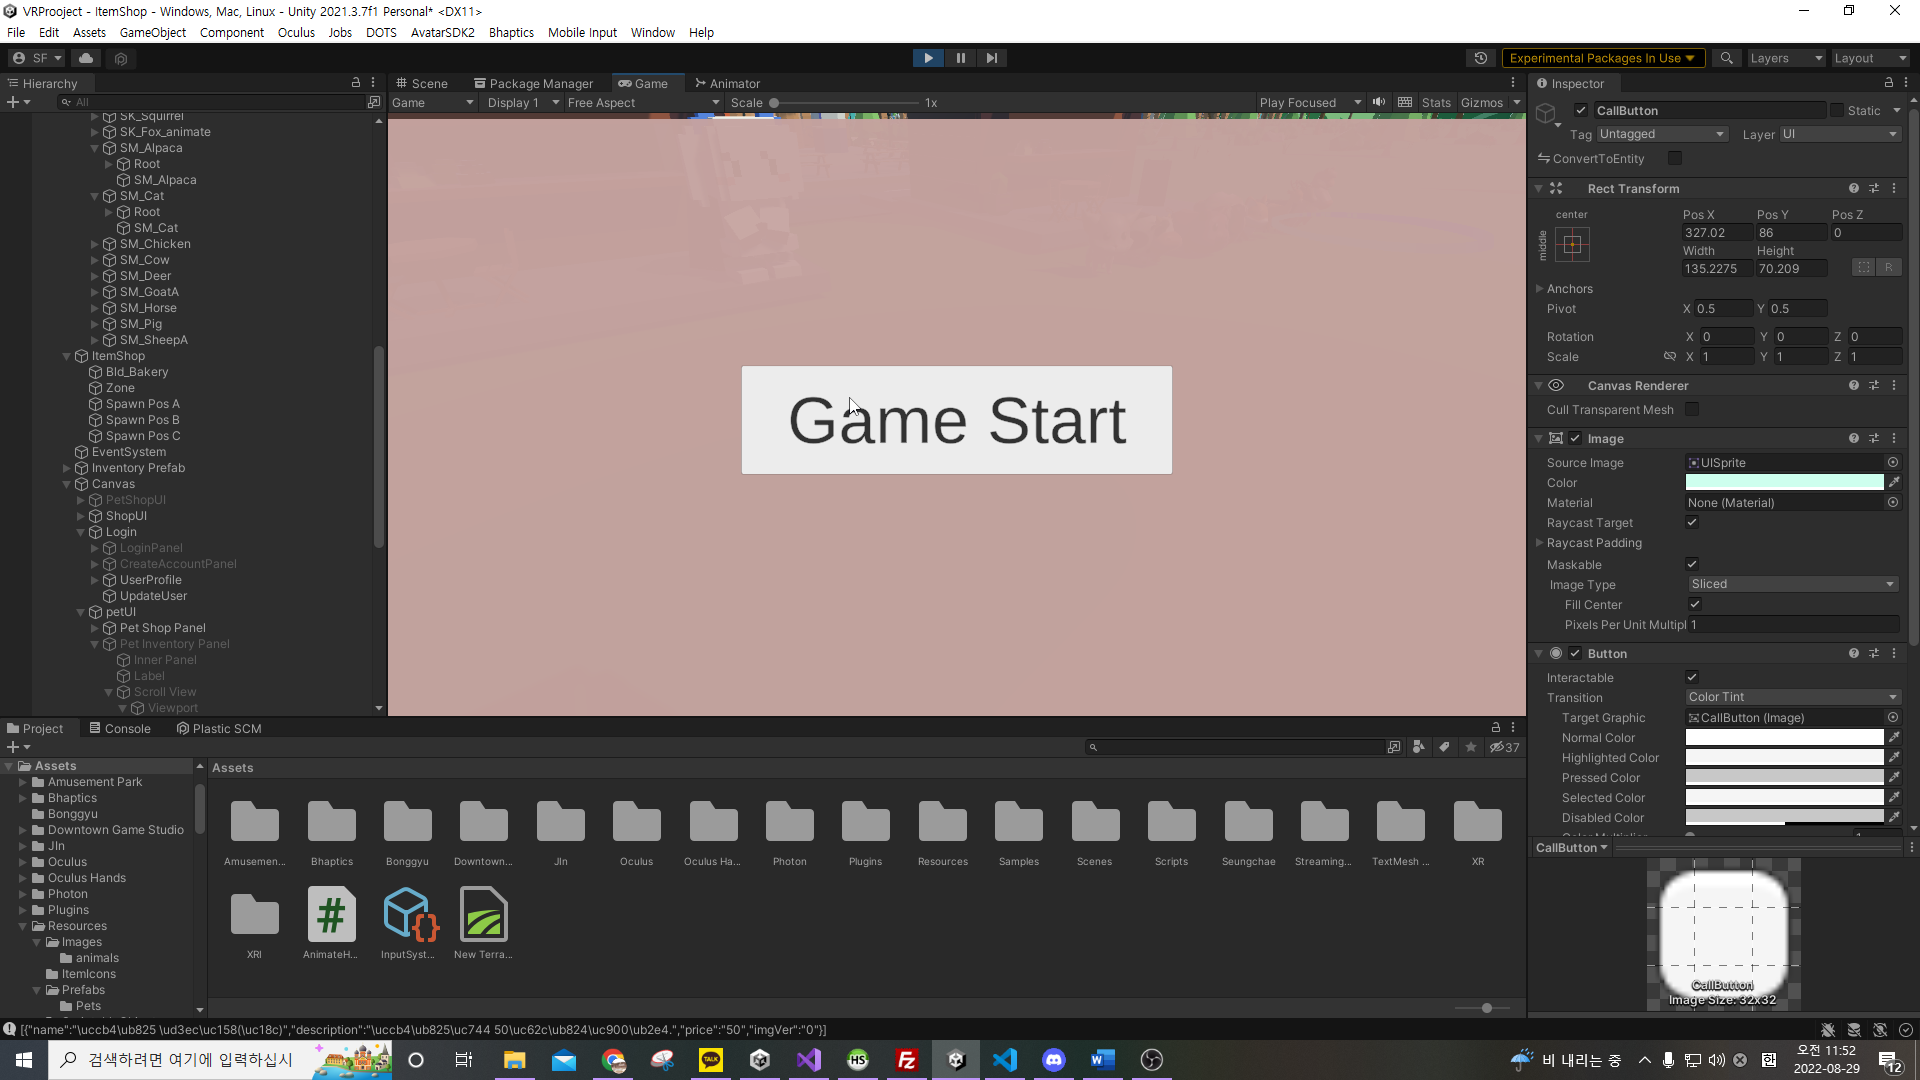 VRProoject - ItemShop - Windows, Mac, Linux - Unity 2021.3.7f1 Personal* <DX11>
File Edit Assets GameObject Component Oculus Jobs DOTS AvatarSDK2 Bhaptics Mobile Input Window Help
SF Experimental Packages In Use Layers Layout
Hierarchy
All
SK_Squirrel
SK_Fox_animate
SM_Alpaca
Root
SM_Alpaca
SM_Cat
Root
SM_Cat
SM_Chicken
SM_Cow
SM_Deer
SM_GoatA
SM_Horse
SM_Pig
SM_SheepA
ItemShop
Bld_Bakery
Zone
Spawn Pos A
Spawn Pos B
Spawn Pos C
EventSystem
Inventory Prefab
Canvas
PetShopUI
ShopUI
Login
LoginPanel
CreateAccountPanel
UserProfile
UpdateUser
petUI
Pet Shop Panel
Pet Inventory Panel
Inner Panel
Label
Scroll View
Viewport
Scene Package Manager Game Animator
Game Display 1 Free Aspect Scale 1x Play Focused Stats Gizmos
Game Start
Inspector
CallButton Static
Tag Untagged Layer UI
ConvertToEntity
Rect Transform
center
middle
Pos X Pos Y Pos Z
327.02 86 0
Width Height
135.2275 70.209
R
Anchors
Pivot X 0.5 Y 0.5
Rotation X 0 Y 0 Z 0
Scale X 1 Y 1 Z 1
Canvas Renderer
Cull Transparent Mesh
Image
Source Image UISprite
Color
Material None (Material)
Raycast Target
Raycast Padding
Maskable
Image Type Sliced
Fill Center
Pixels Per Unit Multipl 1
Button
Interactable
Transition Color Tint
Target Graphic CallButton (Image)
Normal Color
Highlighted Color
Pressed Color
Selected Color
Disabled Color
CallButton
CallButton
Image Size: 32x32
Project Console Plastic SCM
37
Assets
Amusement Park
Bhaptics
Bonggyu
Downtown Game Studio
JIn
Oculus
Oculus Hands
Photon
Plugins
Resources
Images
animals
ItemIcons
Prefabs
Pets
Assets
Amusemen... Bhaptics Bonggyu Downtown... JIn Oculus Oculus Ha... Photon Plugins Resources Samples Scenes Scripts Seungchae Streaming... TextMesh ... XR
XRI AnimateH... InputSyst... New Terra...
[{"name":"\uccb4\ub825 \ud3ec\uc158(\uc18c)","description":"\uccb4\ub825\uc744 50\uc62c\ub824\uc900\ub2e4.","price":"50","imgVer":"0"}]
검색하려면 여기에 입력하십시
TALK
HS
비 내리는 중
오전 11:52
2022-08-29
12